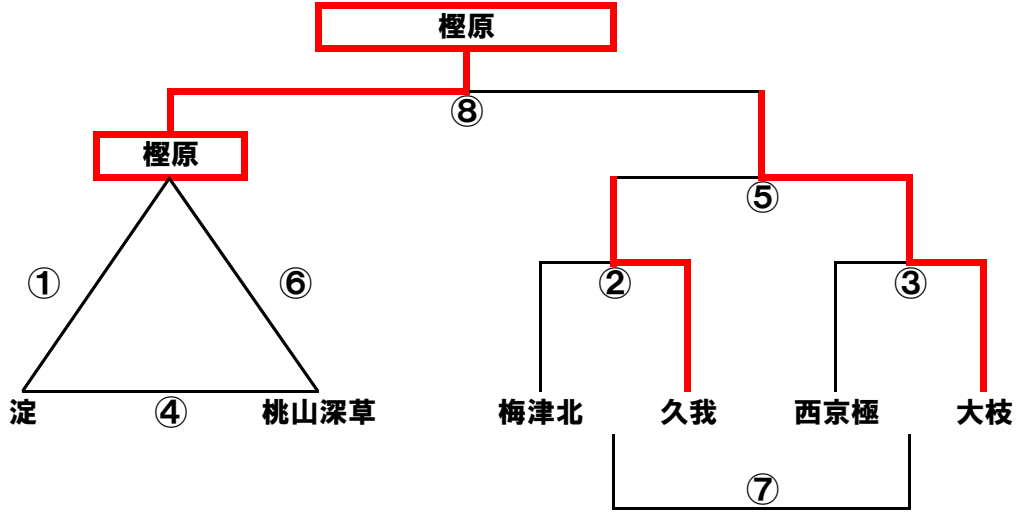 樫原
⑧
樫原
⑤
① ⑥ ② ③
淀 ④ 桃山深草 梅津北 久我 西京極 大枝
⑦